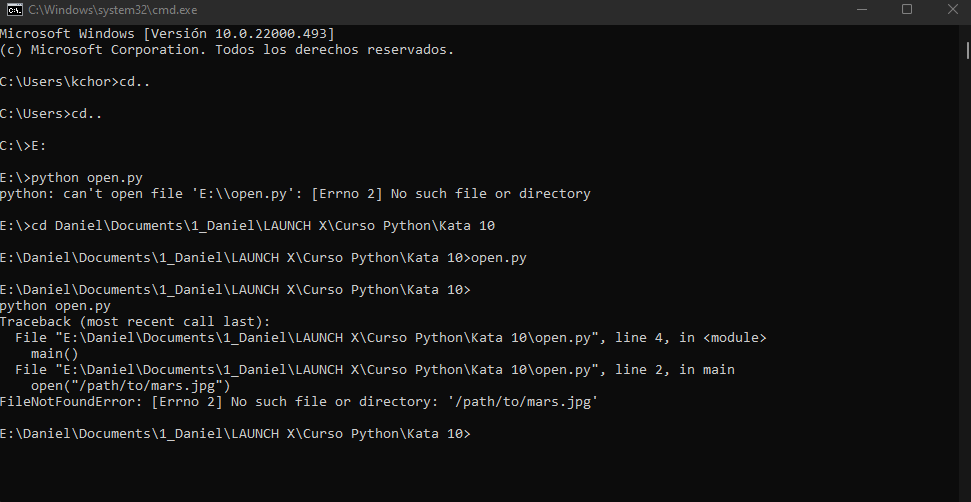 C:\Windows\system32\cmd.exe
Microsoft Windows [Versión 10.0.22000.493]
(c) Microsoft Corporation. Todos los derechos reservados.
C:\Users\kchor>cd..
C:\Users>cd..
C:\>E:
E:\>python open.py
python: can't open file 'E:\\open.py': [Errno 2] No such file or directory
E:\>cd Daniel\Documents\1_Daniel\LAUNCH X\Curso Python\Kata 10
E:\Daniel\Documents\1_Daniel\LAUNCH X\Curso Python\Kata 10>open.py
E:\Daniel\Documents\1_Daniel\LAUNCH X\Curso Python\Kata 10>
python open.py
Traceback (most recent call last):
  File "E:\Daniel\Documents\1_Daniel\LAUNCH X\Curso Python\Kata 10\open.py", line 4, in <module>
    main()
  File "E:\Daniel\Documents\1_Daniel\LAUNCH X\Curso Python\Kata 10\open.py", line 2, in main
    open("/path/to/mars.jpg")
FileNotFoundError: [Errno 2] No such file or directory: '/path/to/mars.jpg'
E:\Daniel\Documents\1_Daniel\LAUNCH X\Curso Python\Kata 10>